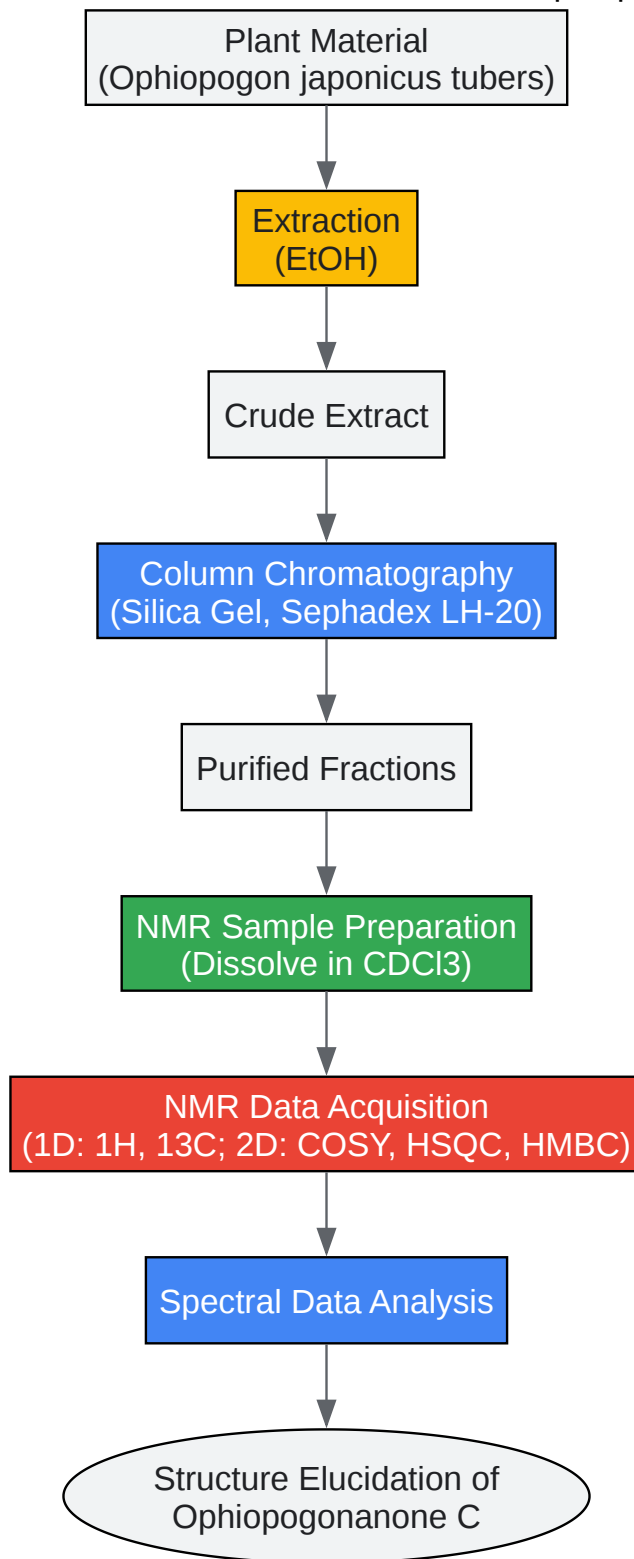 Plant Material
(Ophiopogon japonicus tubers)
Extraction
(EtOH)
Crude Extract
Column Chromatography
(Silica Gel, Sephadex LH-20)
Purified Fractions
NMR Sample Preparation
(Dissolve in CDCl3)
NMR Data Acquisition
(1D: 1H, 13C; 2D: COSY, HSQC, HMBC)
Spectral Data Analysis
Structure Elucidation of
Ophiopogonanone C